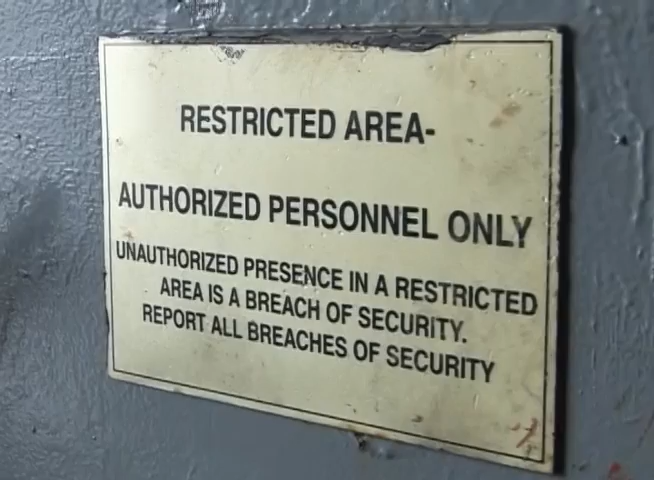 RESTRICTED AREA-
AUTHORIZED PERSONNEL ONLY
UNAUTHORIZED PRESENCE IN A RESTRICTED
AREA IS A BREACH OF SECURITY.
REPORT ALL BREACHES OF SECURITY